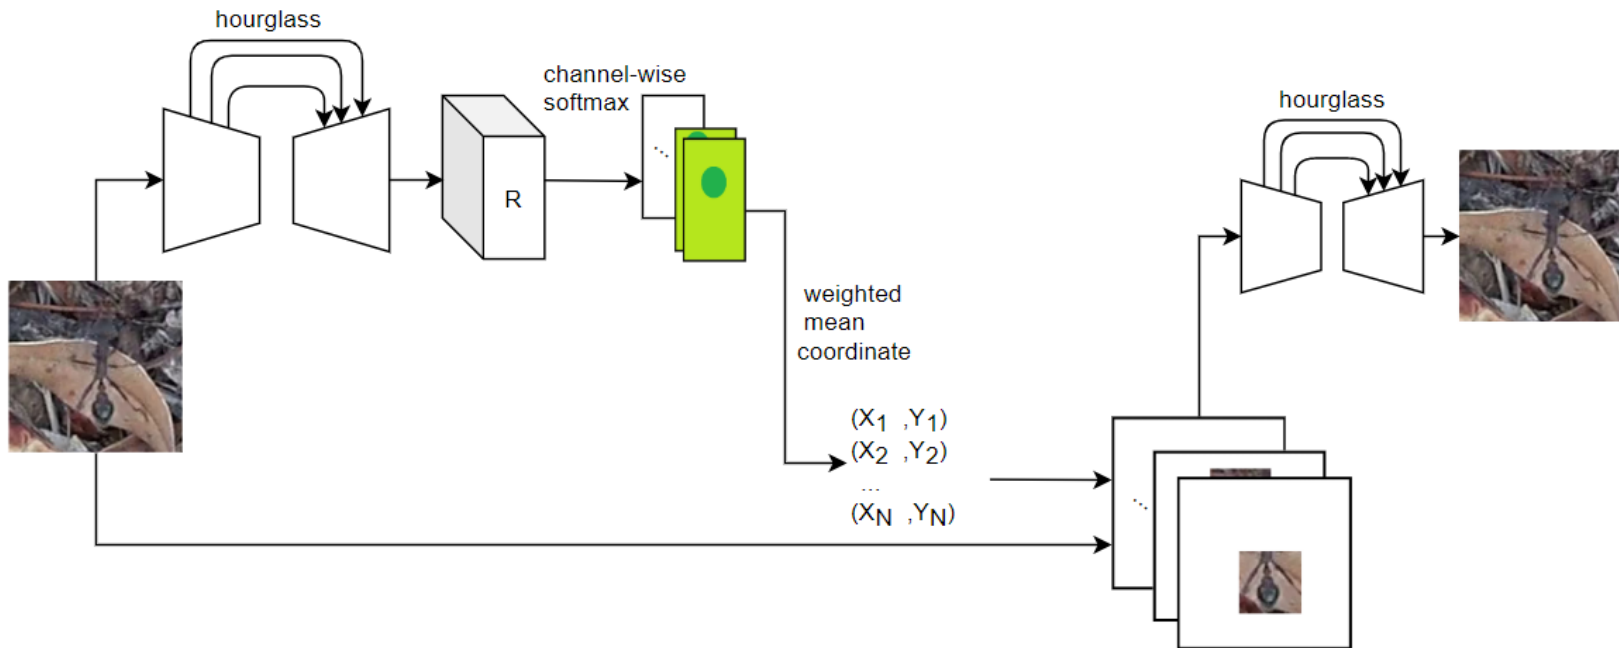 hourglass
channel-wise
softmax
R
...
weighted
mean
coordinate
(X1 ,Y1)
(X2 ,Y2)
...
(XN ,YN)
hourglass
...